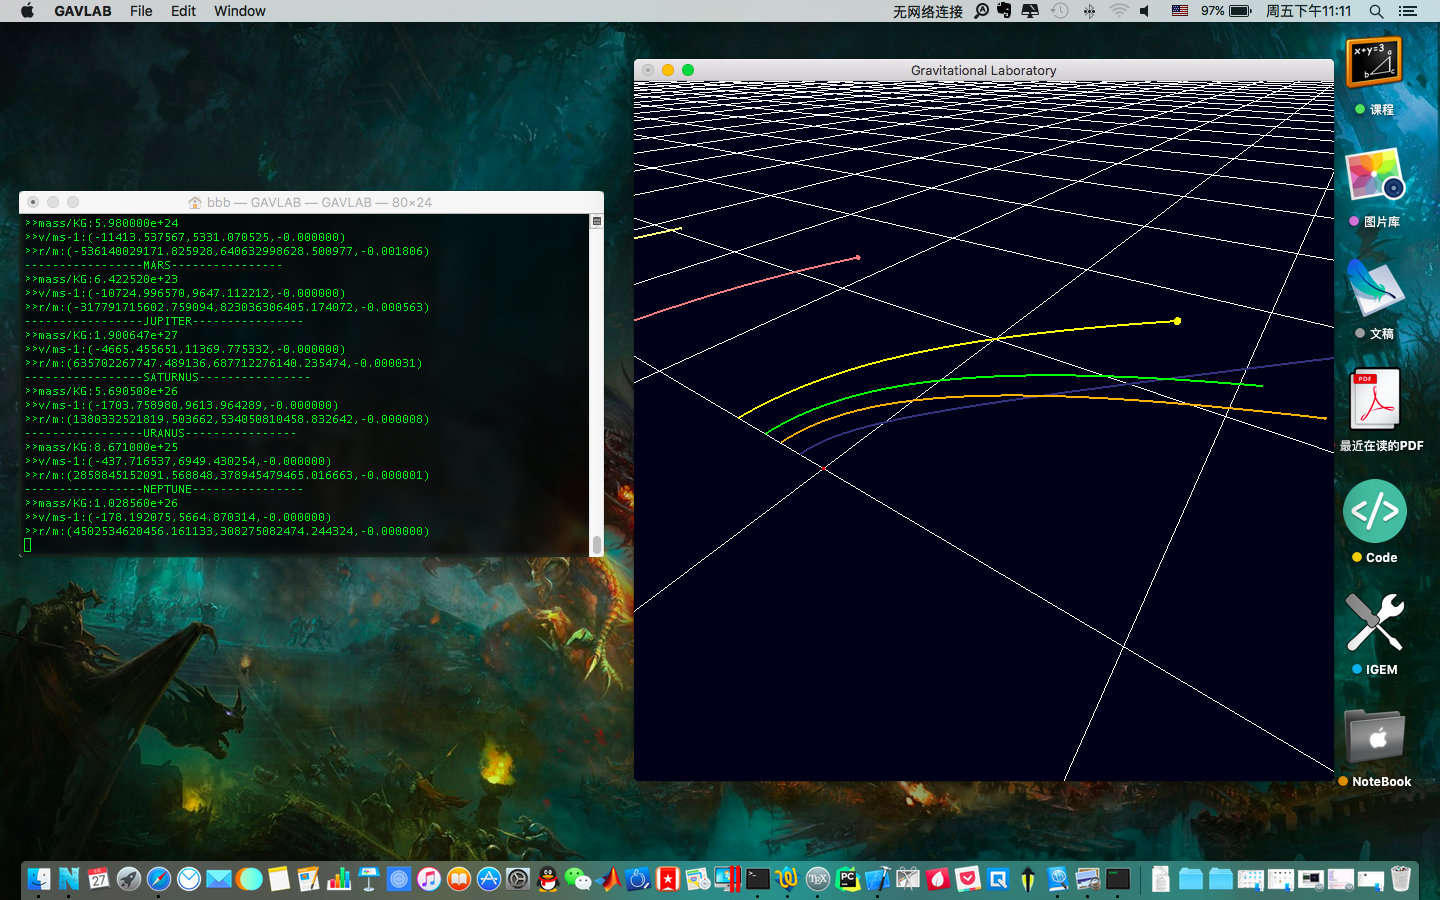 GAVLAB File Edit Window 无网络连接 97% 周五下午11:11
Gravitational Laboratory
bbb — GAVLAB — GAVLAB — 80×24
>>mass/KG:5.980000e+24
>>v/ms-1:(-11413.537567,5331.070525,-0.000000)
>>r/m:(-536140029171.825928,640632998628.500977,-0.001806)
-----------------MARS----------------
>>mass/KG:6.422520e+23
>>v/ms-1:(-10724.996570,9647.112212,-0.000000)
>>r/m:(-317791715602.759094,823036306405.174072,-0.000563)
-----------------JUPITER----------------
>>mass/KG:1.900647e+27
>>v/ms-1:(-4665.455651,11369.775332,-0.000000)
>>r/m:(635702267747.489136,687712276140.235474,-0.000031)
-----------------SATURNUS----------------
>>mass/KG:5.690508e+26
>>v/ms-1:(-1703.758980,9613.964289,-0.000000)
>>r/m:(1380332521819.503662,534050810458.832642,-0.000008)
-----------------URANUS----------------
>>mass/KG:8.671000e+25
>>v/ms-1:(-437.716537,6949.430254,-0.000000)
>>r/m:(2858845152091.568848,378945479465.016663,-0.000001)
-----------------NEPTUNE----------------
>>mass/KG:1.028560e+26
>>v/ms-1:(-178.192075,5664.870314,-0.000000)
>>r/m:(4502534620456.161133,308275082474.244324,-0.000000)
x+y=3
a
b
c
课程
图片库
文稿
PDF
最近在读的PDF
</>
Code
IGEM
NoteBook
27
TEX
PC